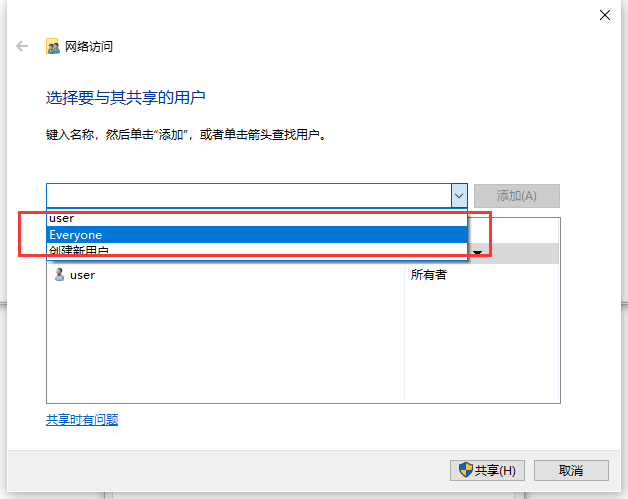 网络访问
选择要与其共享的用户
键入名称，然后单击“添加”，或者单击箭头查找用户。
添加(A)
user
Everyone
创建新用户
user 所有者
共享时有问题
共享(H) 取消